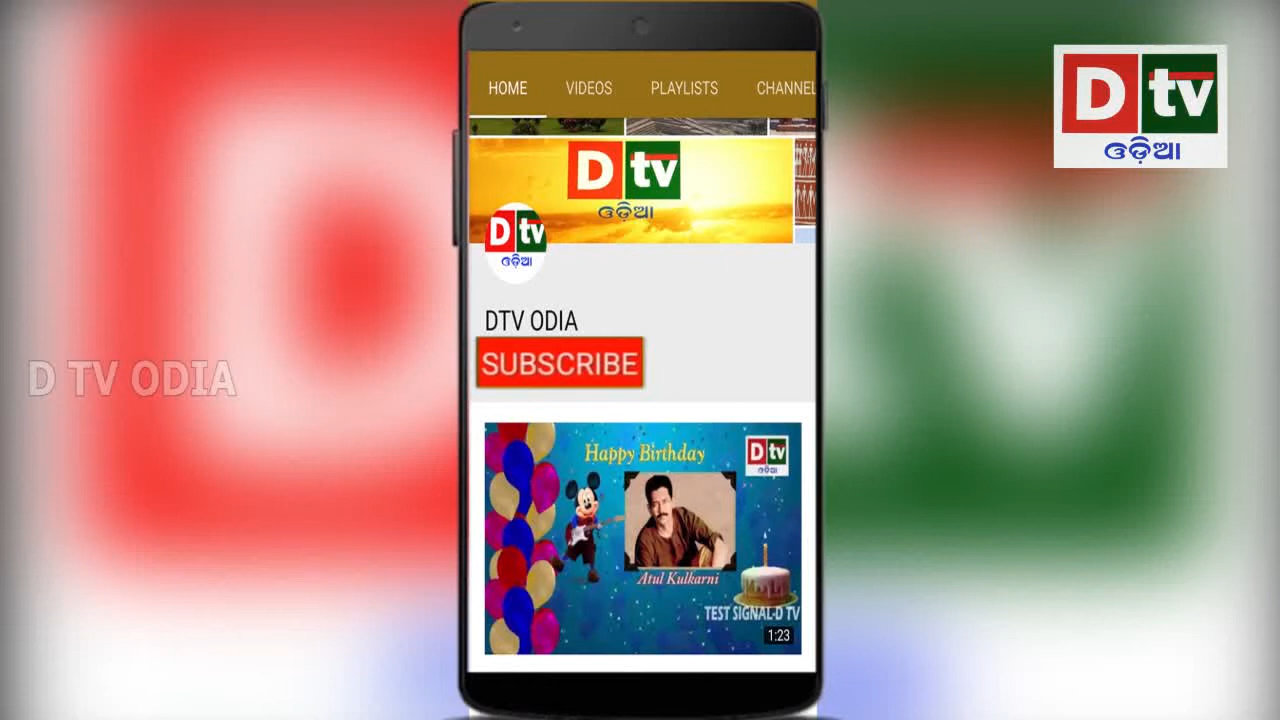 HOME VIDEOS PLAYLISTS CHANNEL
D tv
ଓଡ଼ିଆ
D tv
ଓଡ଼ିଆ
D tv
ଓଡ଼ିଆ
DTV ODIA
SUBSCRIBE
D TV ODIA
Happy Birthday
D tv
ଓଡ଼ିଆ
Atul Kulkarni
TEST SIGNAL-D TV
1:23